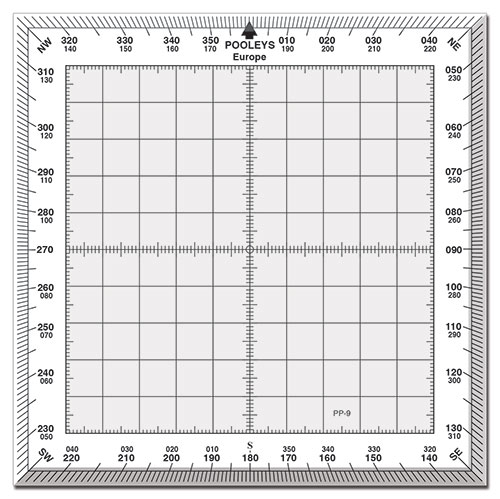 NW 320 330 340 350 010 020 030 040 NE
140 150 160 170 190 200 210 220
POOLEYS
Europe
310 050
130 230
300 060
120 240
290 070
110 250
280 080
100 260
270 090
260 100
080 280
250 110
070 290
240 120
060 300
PP-9
230 130
050 310
S
040 030 020 010 350 340 330 320
SW 220 210 200 190 180 170 160 150 140 SE